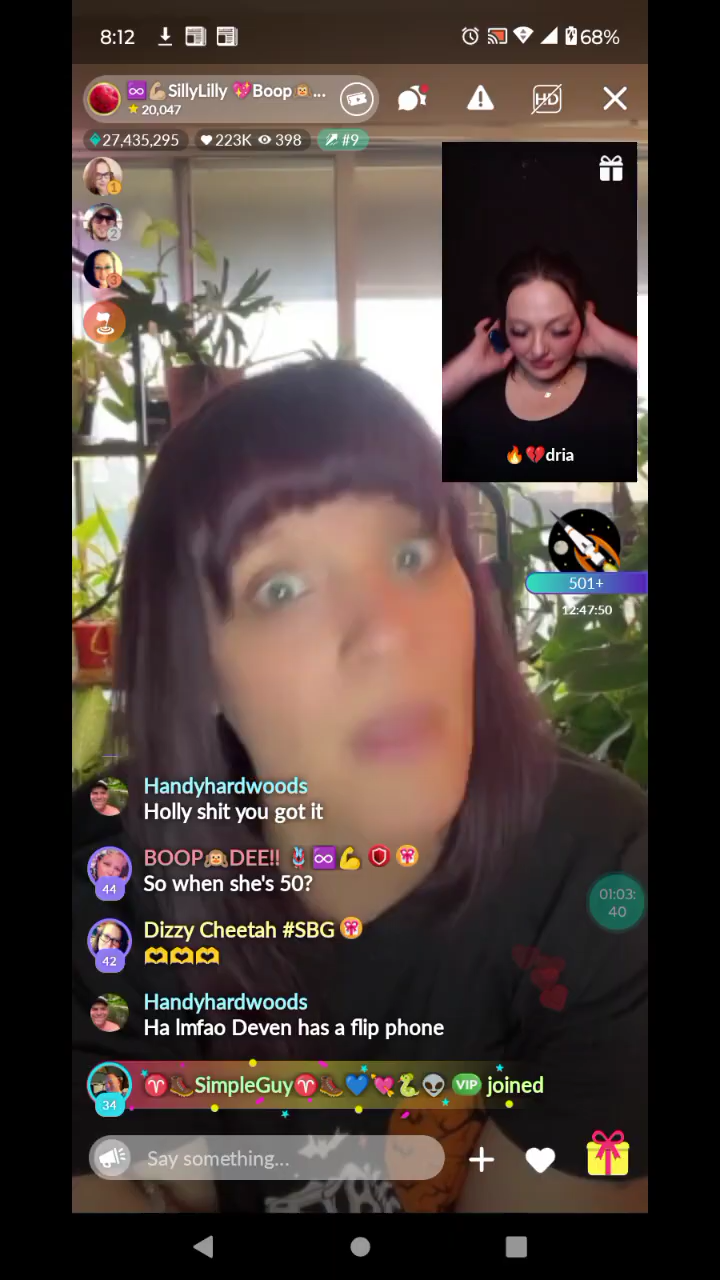 8:12
68%
♾️💪🏼SillyLilly 💖Boop🙉...
20,047
HD
27,435,295
223K
398
#9
1
2
3
🔥💔dria
501+
12:47:50
Handyhardwoods
Holly shit you got it
BOOP🙉DEE!!
44
So when she's 50?
Dizzy Cheetah #SBG
42
🫶🫶🫶
01:03:
40
Handyhardwoods
Ha lmfao Deven has a flip phone
♈🥾SimpleGuy♈🥾💙💘🐍👽 VIP joined
34
Say something...